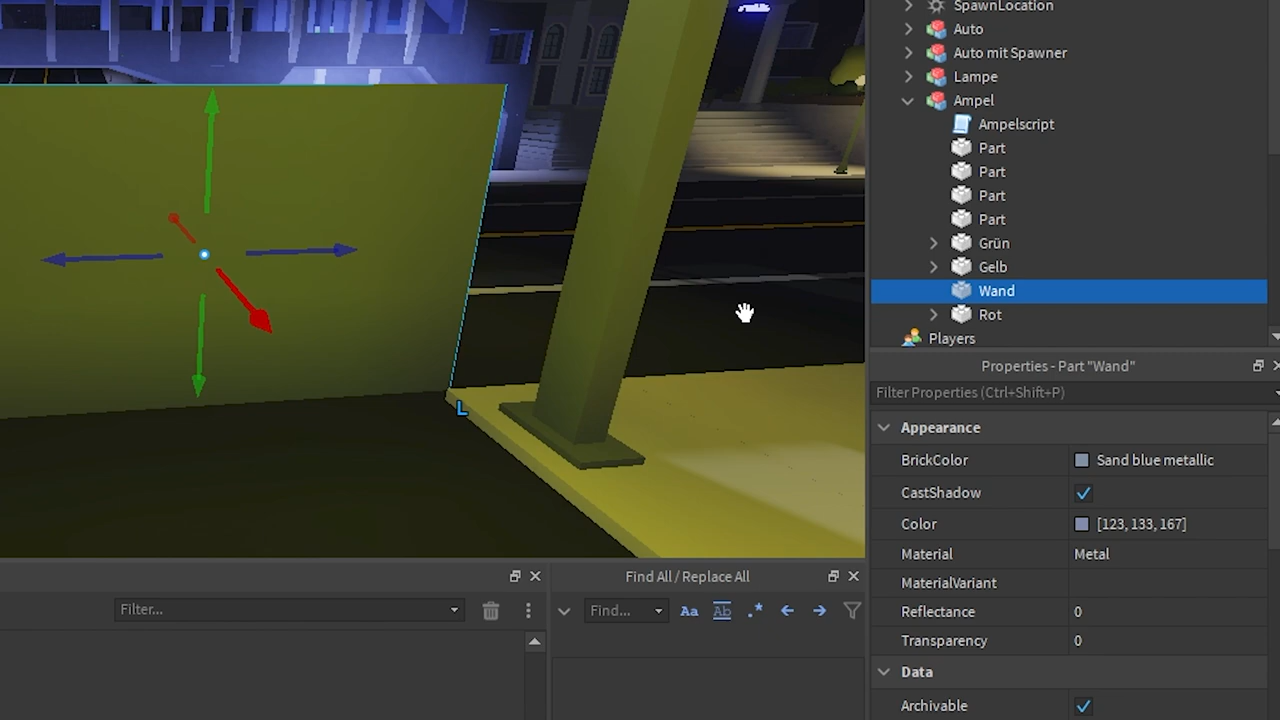 SpawnLocation
Auto
Auto mit Spawner
Lampe
Ampel
Ampelscript
Part
Part
Part
Part
Grün
Gelb
Wand
Rot
Players
L
Properties - Part "Wand"
Filter Properties (Ctrl+Shift+P)
Appearance
BrickColor Sand blue metallic
CastShadow
Color [123, 133, 167]
Material Metal
MaterialVariant
Reflectance 0
Transparency 0
Data
Archivable
Filter...
Find All / Replace All
Find... Aa Ab .*